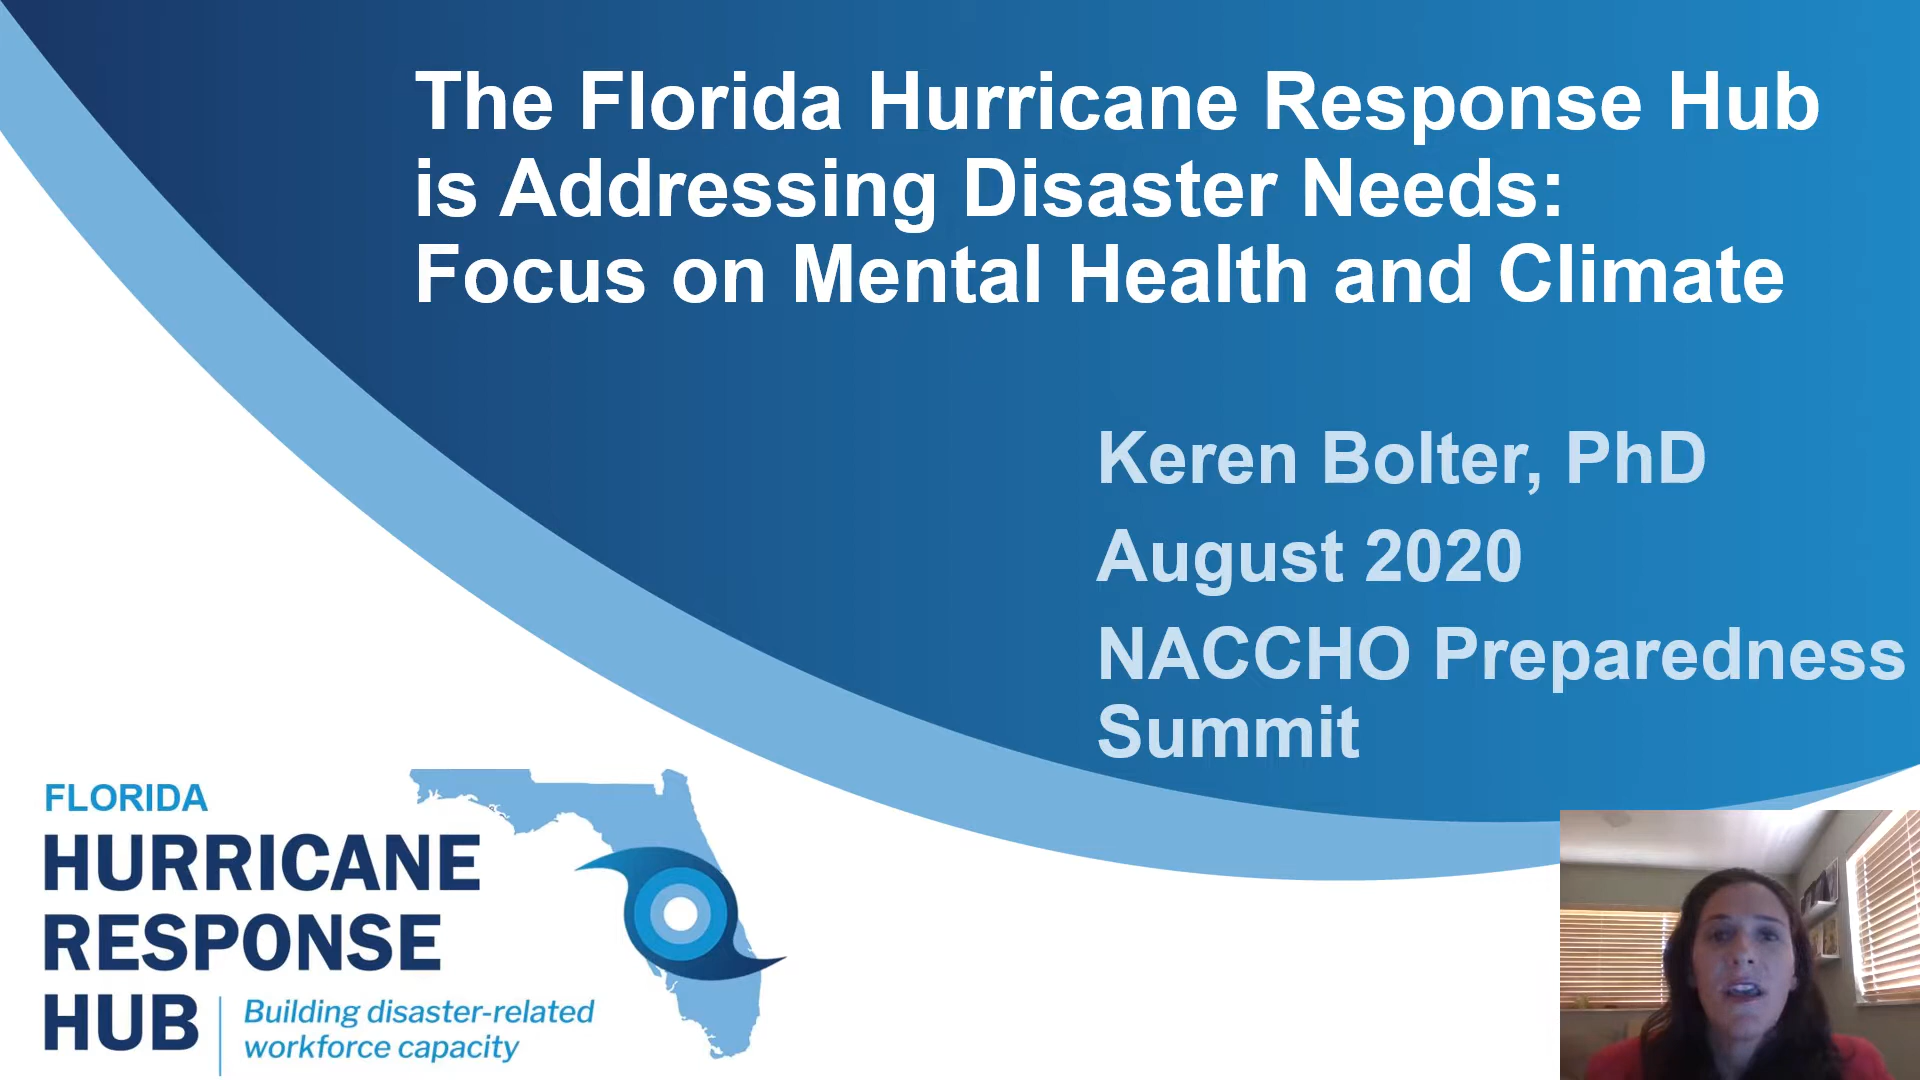 The Florida Hurricane Response Hub
is Addressing Disaster Needs:
Focus on Mental Health and Climate
Keren Bolter, PhD
August 2020
NACCHO Preparedness
Summit
FLORIDA
HURRICANE
RESPONSE
HUB
Building disaster-related
workforce capacity